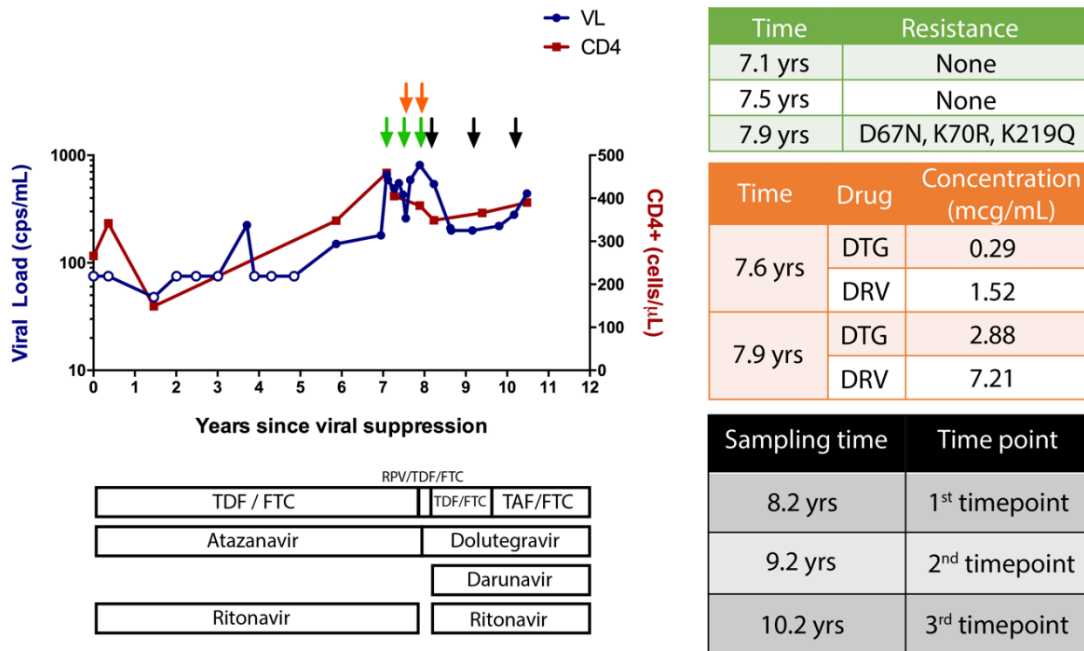 VL
CD4
1000
100
10
Viral Load (cps/mL)
500
400
300
200
100
0
CD4+ (cells/μL)
0 1 2 3 4 5 6 7 8 9 10 11 12
Years since viral suppression
RPV/TDF/FTC
TDF / FTC TDF/FTC TAF/FTC
Atazanavir Dolutegravir
Darunavir
Ritonavir Ritonavir
Time Resistance
7.1 yrs None
7.5 yrs None
7.9 yrs D67N, K70R, K219Q
Time Drug Concentration
(mcg/mL)
7.6 yrs DTG 0.29
DRV 1.52
7.9 yrs DTG 2.88
DRV 7.21
Sampling time Time point
8.2 yrs 1st timepoint
9.2 yrs 2nd timepoint
10.2 yrs 3rd timepoint